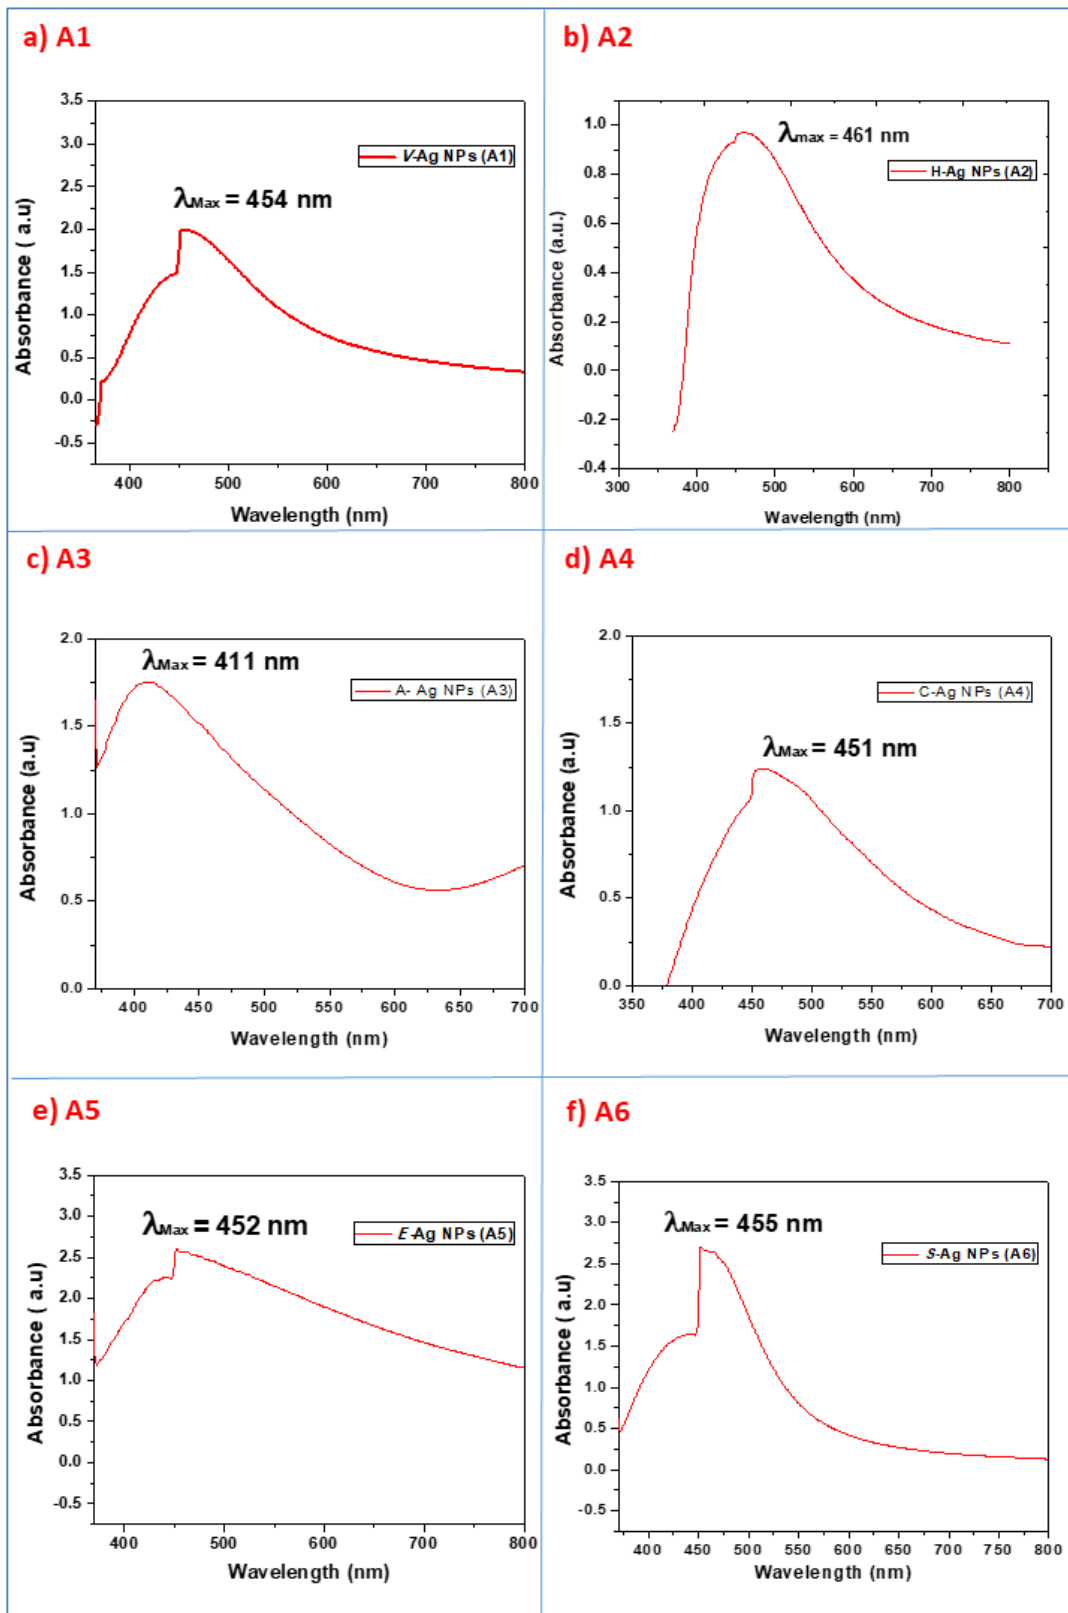 a) A1
3.5
3.0
2.5
2.0
1.5
1.0
0.5
0.0
-0.5
Absorbance ( a.u)
V-Ag NPs (A1)
λMax = 454 nm
400 500 600 700 800
Wavelength (nm)
b) A2
1.0
0.8
0.6
0.4
0.2
0.0
-0.2
-0.4
Absorbance (a.u.)
λmax = 461 nm
H-Ag NPs (A2)
300 400 500 600 700 800
Wavelength (nm)
c) A3
2.0
1.5
1.0
0.5
0.0
Absorbance (a.u)
λMax = 411 nm
A- Ag NPs (A3)
400 450 500 550 600 650 700
Wavelength (nm)
d) A4
2.0
1.5
1.0
0.5
0.0
Absorbance (a.u)
C-Ag NPs (A4)
λMax = 451 nm
350 400 450 500 550 600 650 700
Wavelength (nm)
e) A5
3.5
3.0
2.5
2.0
1.5
1.0
0.5
0.0
-0.5
Absorbance ( a.u)
λMax = 452 nm
E-Ag NPs (A5)
400 500 600 700 800
Wavelength (nm)
f) A6
3.5
3.0
2.5
2.0
1.5
1.0
0.5
0.0
-0.5
Absorbance (a.u)
λMax = 455 nm
S-Ag NPs (A6)
400 450 500 550 600 650 700 750 800
Wavelength (nm)